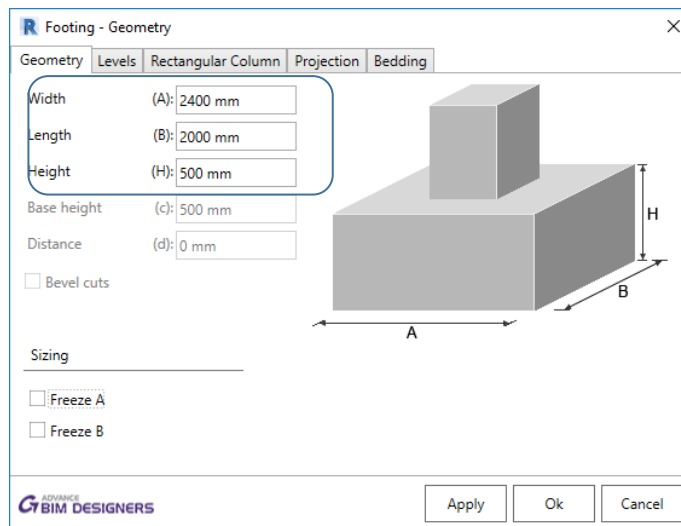 Footing - Geometry
Geometry Levels Rectangular Column Projection Bedding
Width (A): 2400 mm
Length (B): 2000 mm
Height (H): 500 mm
Base height (c): 500 mm
Distance (d): 0 mm
Bevel cuts
H
B
A
Sizing
Freeze A
Freeze B
ADVANCE
BIM DESIGNERS
Apply Ok Cancel